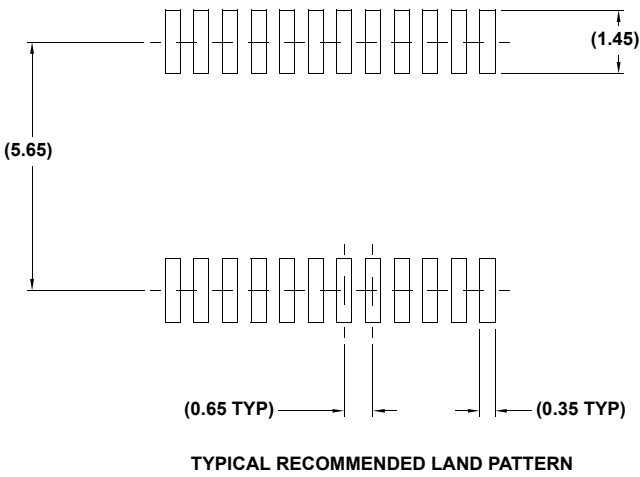 (1.45)
(5.65)
(0.65 TYP)
(0.35 TYP)
TYPICAL RECOMMENDED LAND PATTERN